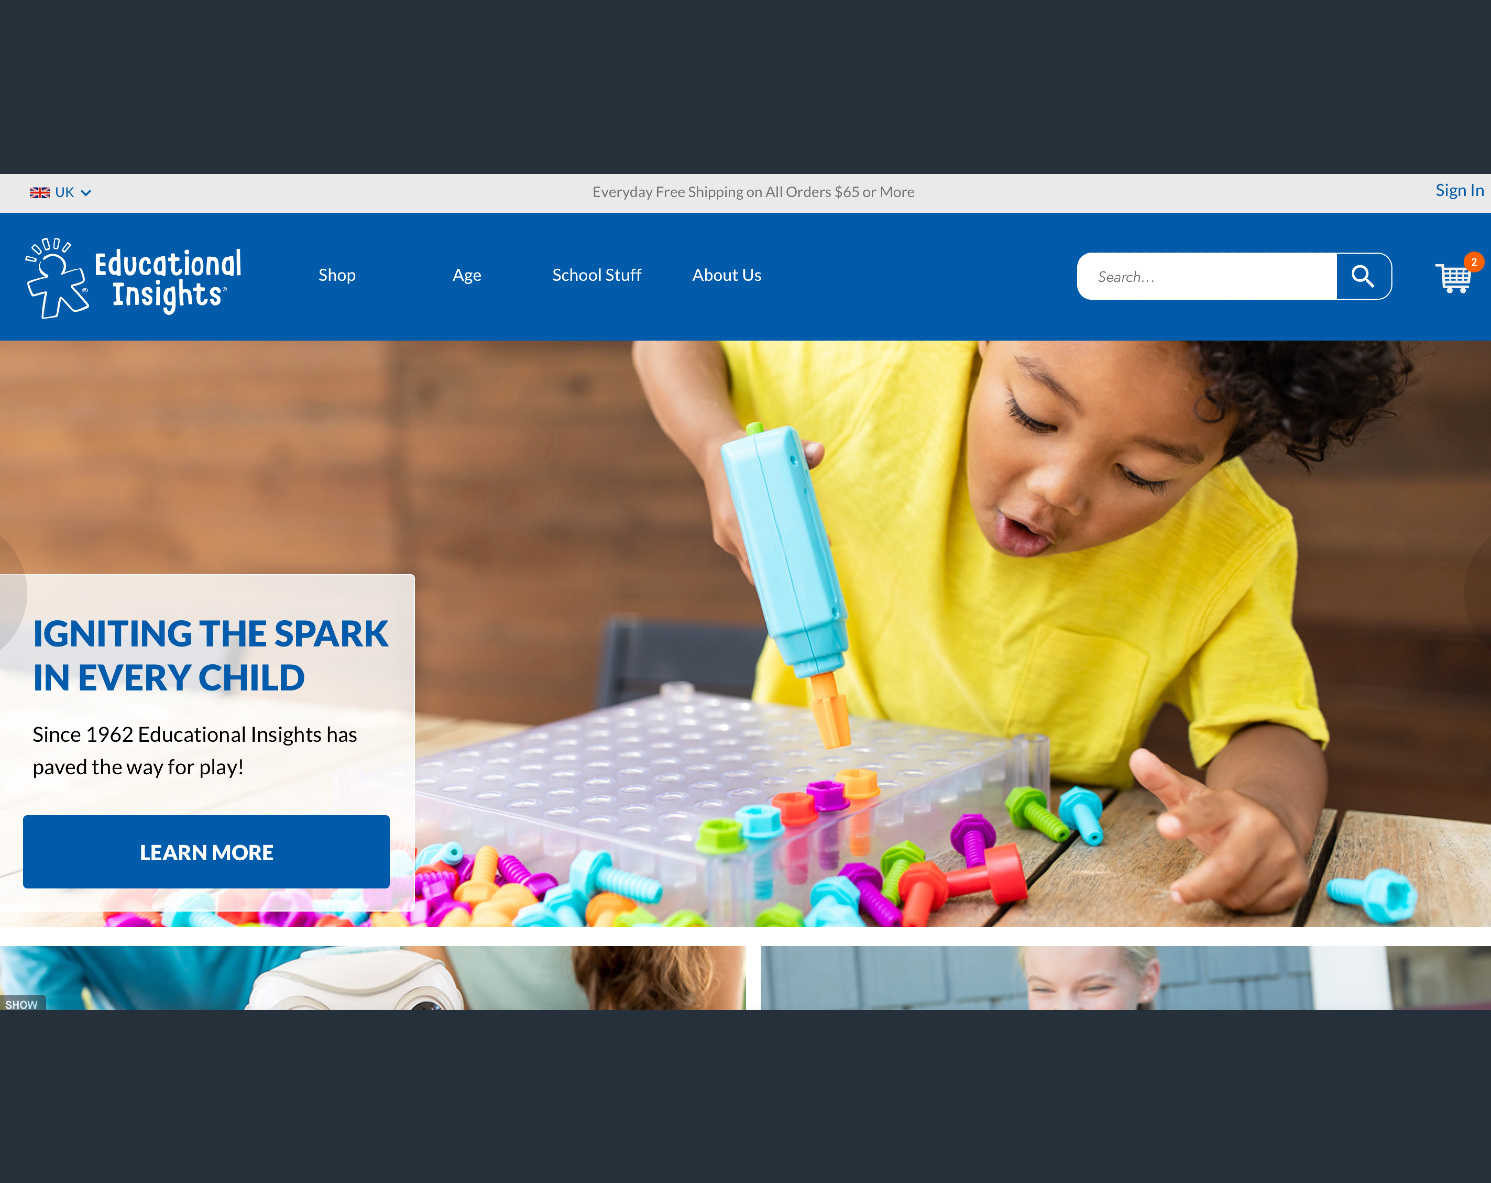 UK
Everyday Free Shipping on All Orders $65 or More
Sign In
Educational
Insights
Shop
Age
School Stuff
About Us
Search...
2
IGNITING THE SPARK
IN EVERY CHILD
Since 1962 Educational Insights has
paved the way for play!
LEARN MORE
SHOW